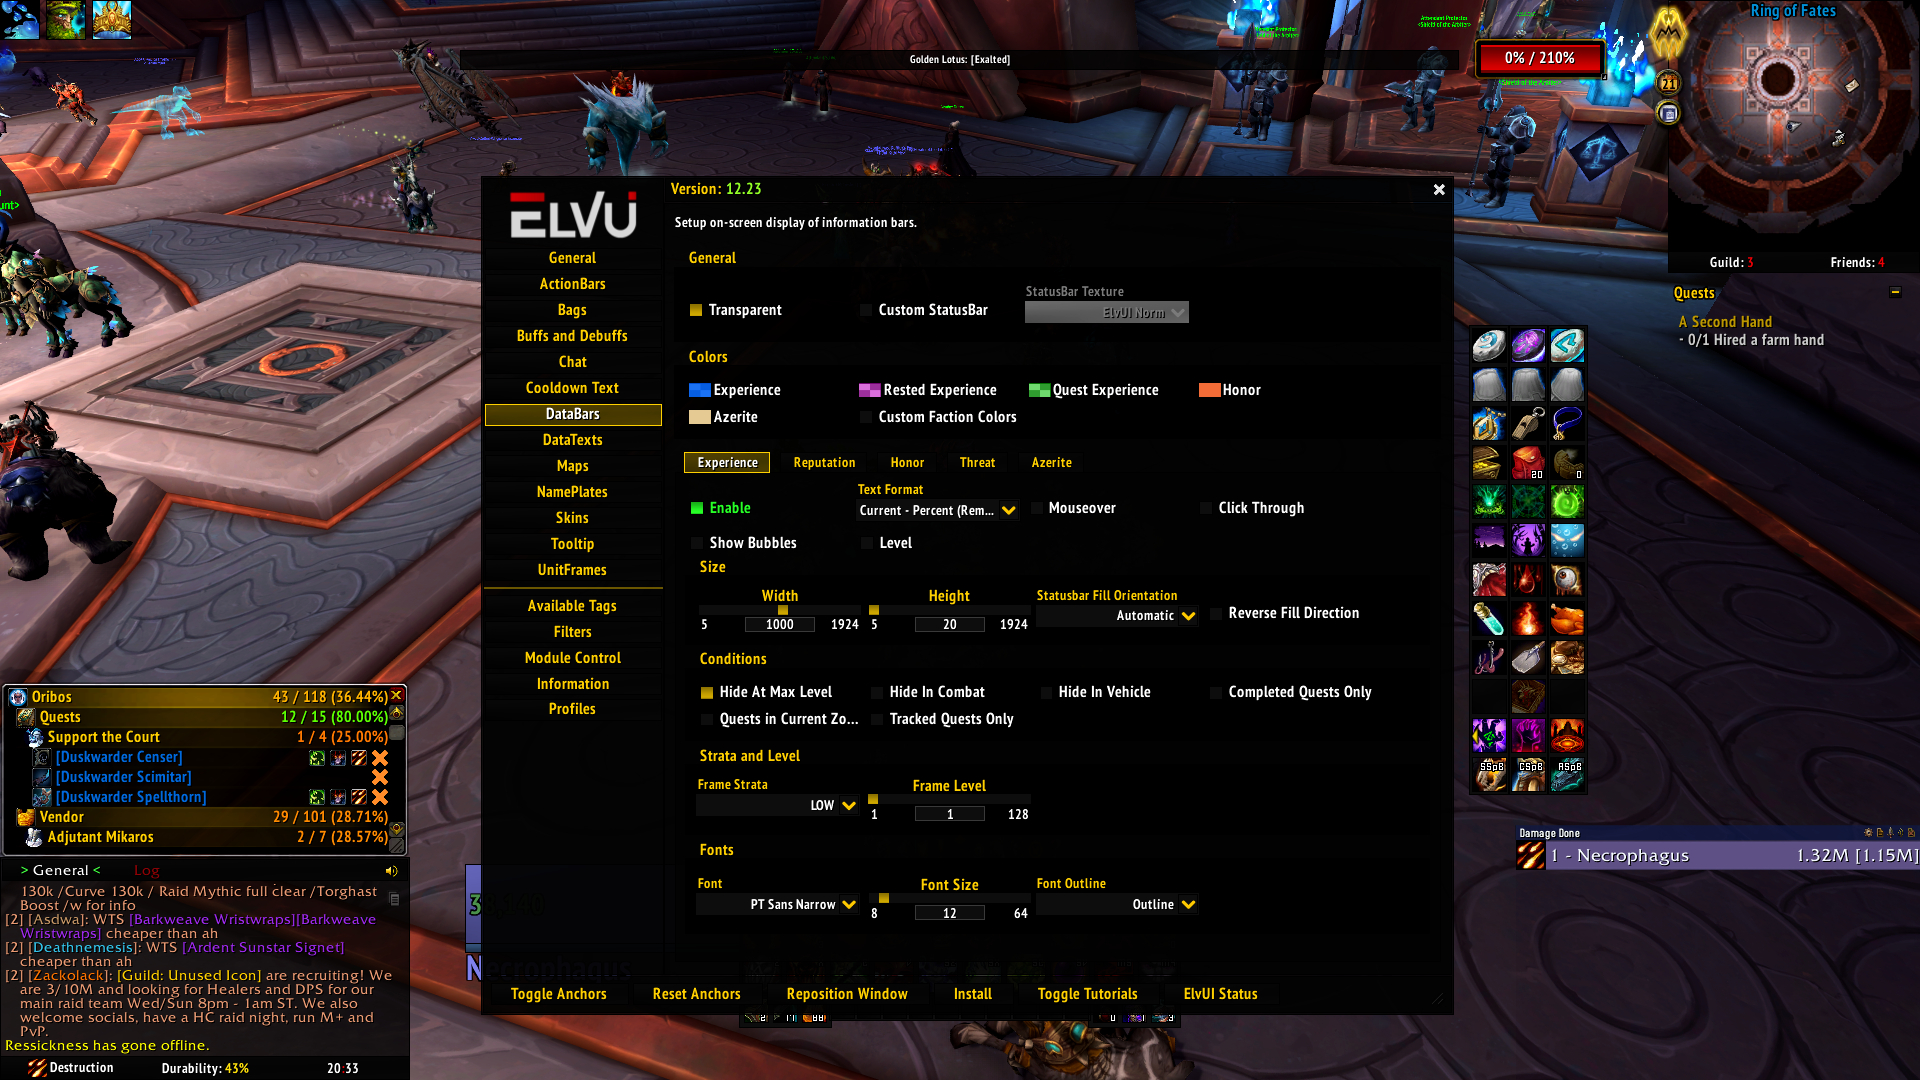 Ring of Fates
Golden Lotus: [Exalted]
0% / 210%
21
Guild: 3
Friends: 4
Quests
A Second Hand
- 0/1 Hired a farm hand
ELVUI
Version: 12.23
Setup on-screen display of information bars.
General
ActionBars
Bags
Buffs and Debuffs
Chat
Cooldown Text
DataBars
DataTexts
Maps
NamePlates
Skins
Tooltip
UnitFrames
Available Tags
Filters
Module Control
Information
Profiles
General
Transparent
Custom StatusBar
StatusBar Texture
ElvUI Norm
Colors
Experience
Rested Experience
Quest Experience
Honor
Azerite
Custom Faction Colors
Experience
Reputation
Honor
Threat
Azerite
Enable
Text Format
Current - Percent (Rem...
Mouseover
Click Through
Show Bubbles
Level
Size
Width
5
1000
1924
Height
5
20
1924
Statusbar Fill Orientation
Automatic
Reverse Fill Direction
Conditions
Hide At Max Level
Hide In Combat
Hide In Vehicle
Completed Quests Only
Quests in Current Zo...
Tracked Quests Only
Strata and Level
Frame Strata
LOW
Frame Level
1
1
128
Fonts
Font
PT Sans Narrow
Font Size
8
12
64
Font Outline
Outline
Toggle Anchors
Reset Anchors
Reposition Window
Install
Toggle Tutorials
ElvUI Status
Oribos 43 / 118 (36.44%)
Quests 12 / 15 (80.00%)
Support the Court 1 / 4 (25.00%)
[Duskwarder Censer]
[Duskwarder Scimitar]
[Duskwarder Spellthorn]
Vendor 29 / 101 (28.71%)
Adjutant Mikaros 2 / 7 (28.57%)
> General <
Log
130k /Curve 130k / Raid Mythic full clear /Torghast
Boost /w for info
[2] [Asdwa]: WTS [Barkweave Wristwraps][Barkweave
Wristwraps] cheaper than ah
[2] [Deathnemesis]: WTS [Ardent Sunstar Signet]
cheaper than ah
[2] [Zackolack]: [Guild: Unused Icon] are recruiting! We
are 3/10M and looking for Healers and DPS for our
main raid team Wed/Sun 8pm - 1am ST. We also
welcome socials, have a HC raid night, run M+ and
PvP.
Ressickness has gone offline.
Destruction
Durability: 43%
20:33
20
0
SSpB
CSpB
ASpB
Damage Done
1 - Necrophagus
1.32M [1.15M]